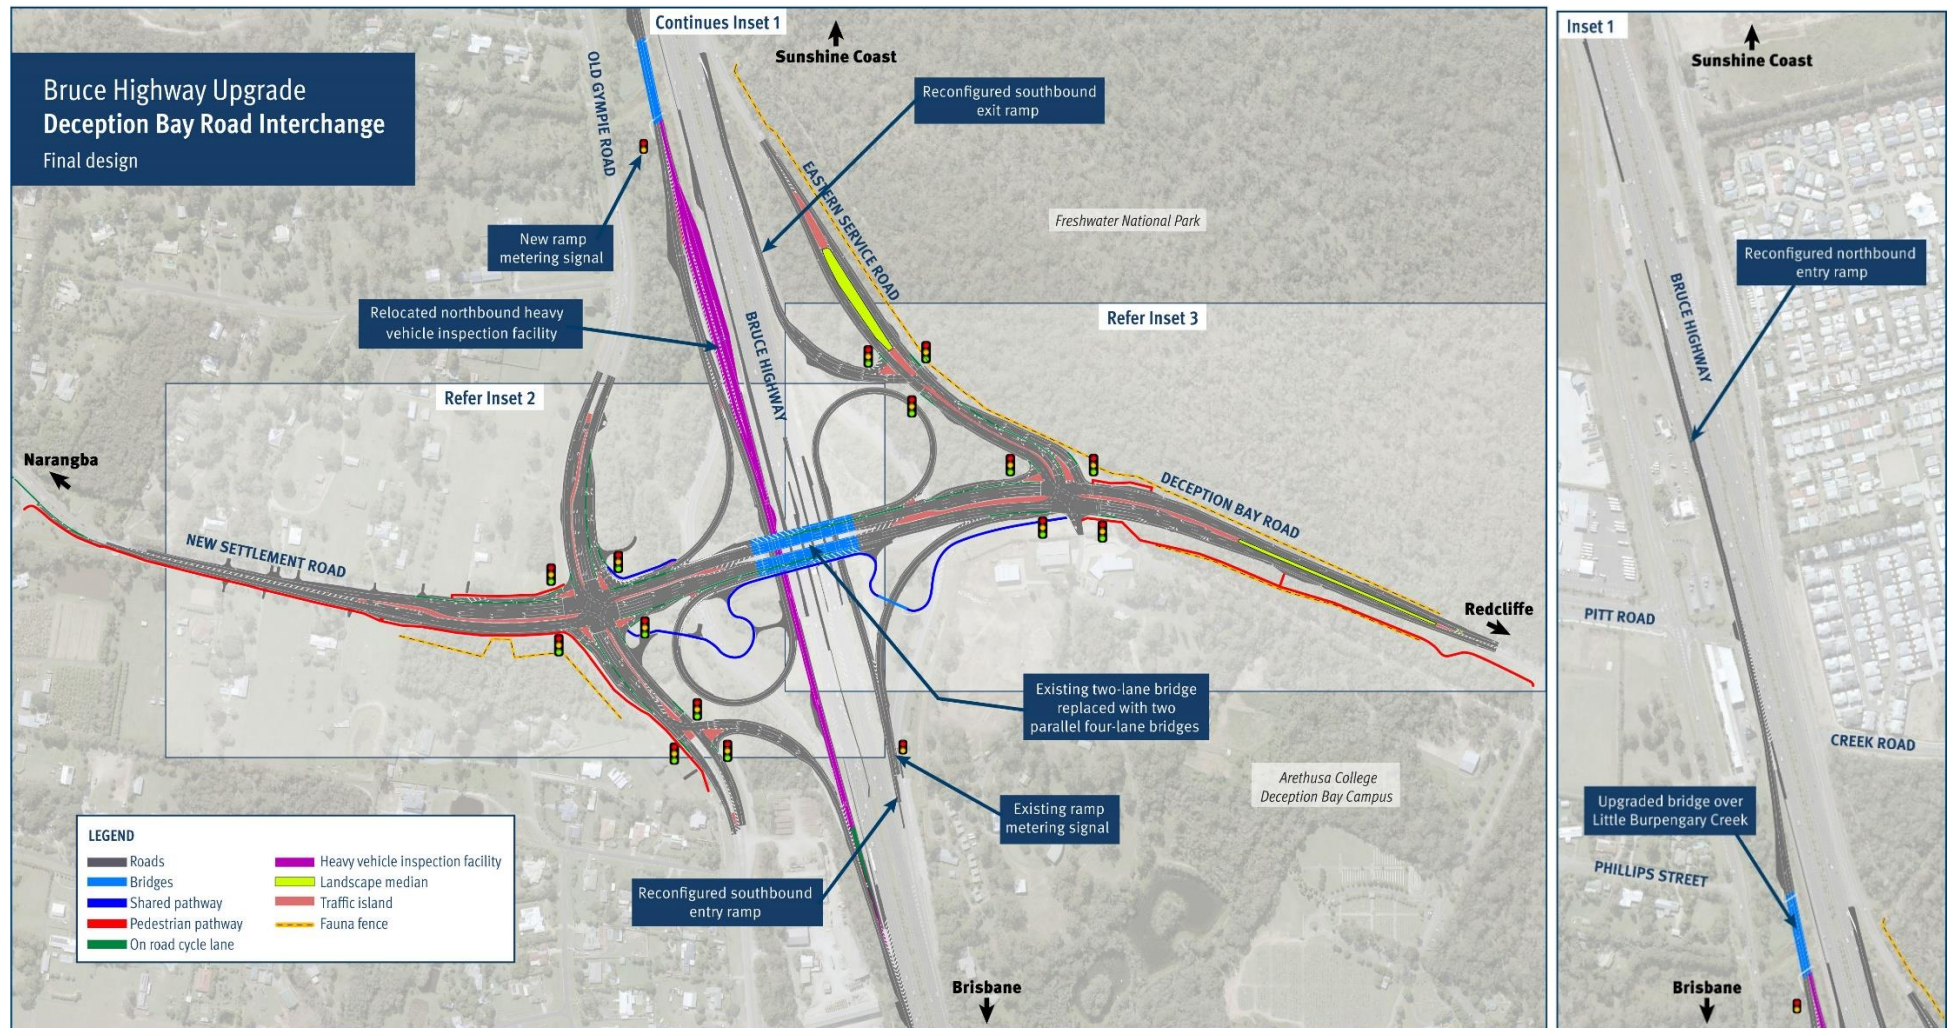 Bruce Highway Upgrade
Deception Bay Road Interchange
Final design
Continues Inset 1
Sunshine Coast
OLD GYMPIE ROAD
Reconfigured southbound
exit ramp
New ramp
metering signal
EASTERN SERVICE ROAD
Freshwater National Park
Relocated northbound heavy
vehicle inspection facility
BRUCE HIGHWAY
Refer Inset 3
Refer Inset 2
Narangba
NEW SETTLEMENT ROAD
DECEPTION BAY ROAD
Redcliffe
Existing two-lane bridge
replaced with two
parallel four-lane bridges
Arethusa College
Deception Bay Campus
Existing ramp
metering signal
Reconfigured southbound
entry ramp
Brisbane
LEGEND
Roads
Bridges
Shared pathway
Pedestrian pathway
On road cycle lane
Heavy vehicle inspection facility
Landscape median
Traffic island
Fauna fence
Inset 1
Sunshine Coast
Reconfigured northbound
entry ramp
BRUCE HIGHWAY
PITT ROAD
CREEK ROAD
Upgraded bridge over
Little Burpengary Creek
PHILLIPS STREET
Brisbane